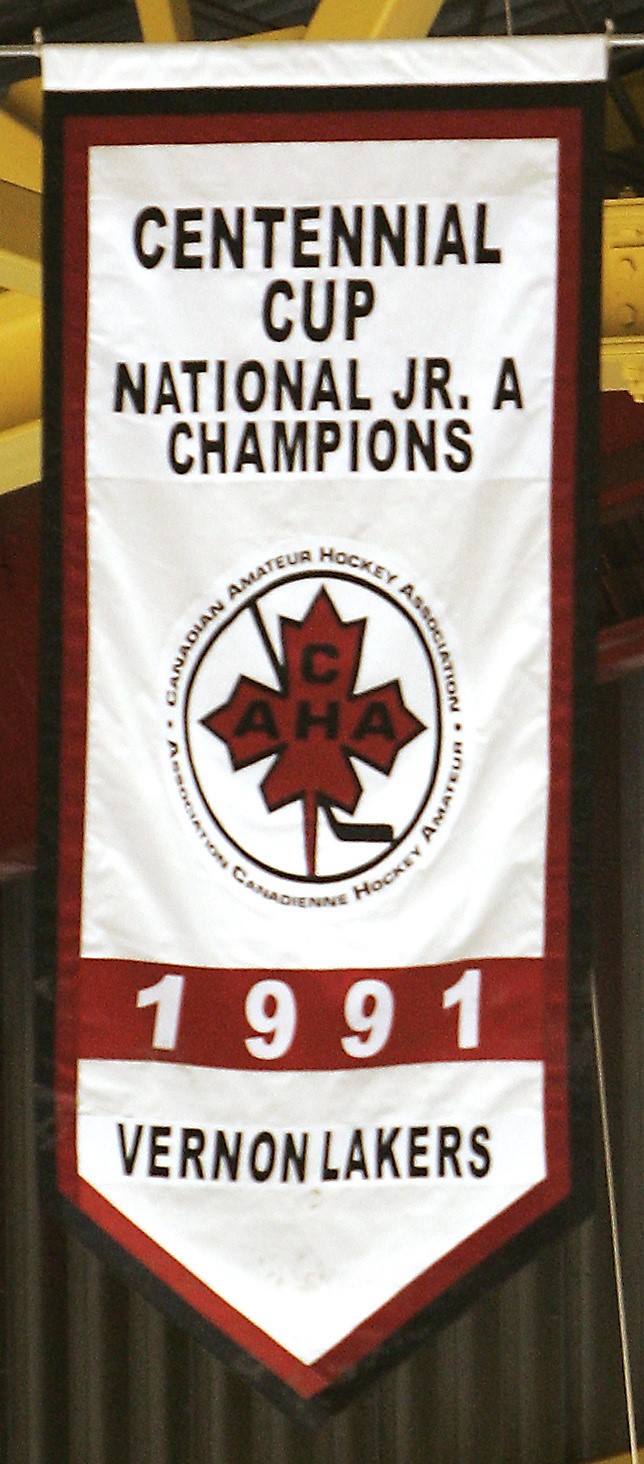 CENTENNIAL
CUP
NATIONAL JR. A
CHAMPIONS
• CANADIAN AMATEUR HOCKEY ASSOCIATION •
C
AHA
ASSOCIATION CANADIENNE HOCKEY AMATEUR
1991
VERNON LAKERS